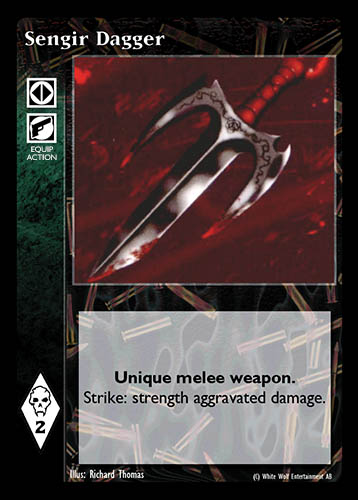 Sengir Dagger
EQUIP
ACTION
Unique melee weapon.
Strike: strength aggravated damage.
2
Illus: Richard Thomas
(C) White Wolf Entertainment AB